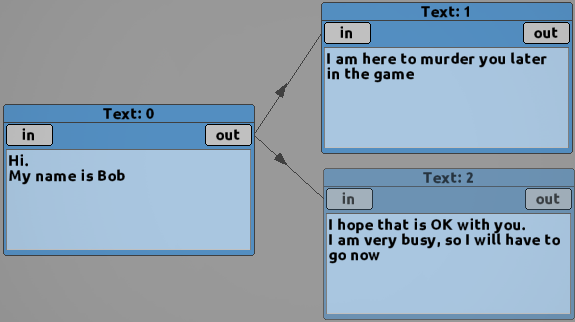 Text: 0
in
out
Hi.
My name is Bob
Text: 1
in
out
I am here to murder you later
in the game
Text: 2
in
out
I hope that is OK with you.
I am very busy, so I will have to
go now